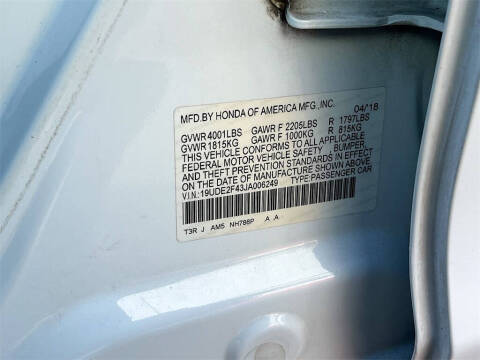 MFD. BY HONDA OF AMERICA MFG., INC. 04/18
GVWR 4001LBS GAWR F 2205LBS R 1797LBS
GVWR 1815KG GAWR F 1000KG R 815KG
THIS VEHICLE CONFORMS TO ALL APPLICABLE
FEDERAL MOTOR VEHICLE SAFETY, BUMPER,
AND THEFT PREVENTION STANDARDS IN EFFECT
ON THE DATE OF MANUFACTURE SHOWN ABOVE.
V.I.N.: 19UDE2F43JA006249 TYPE: PASSENGER CAR
T3R J AM5 NH788P A A